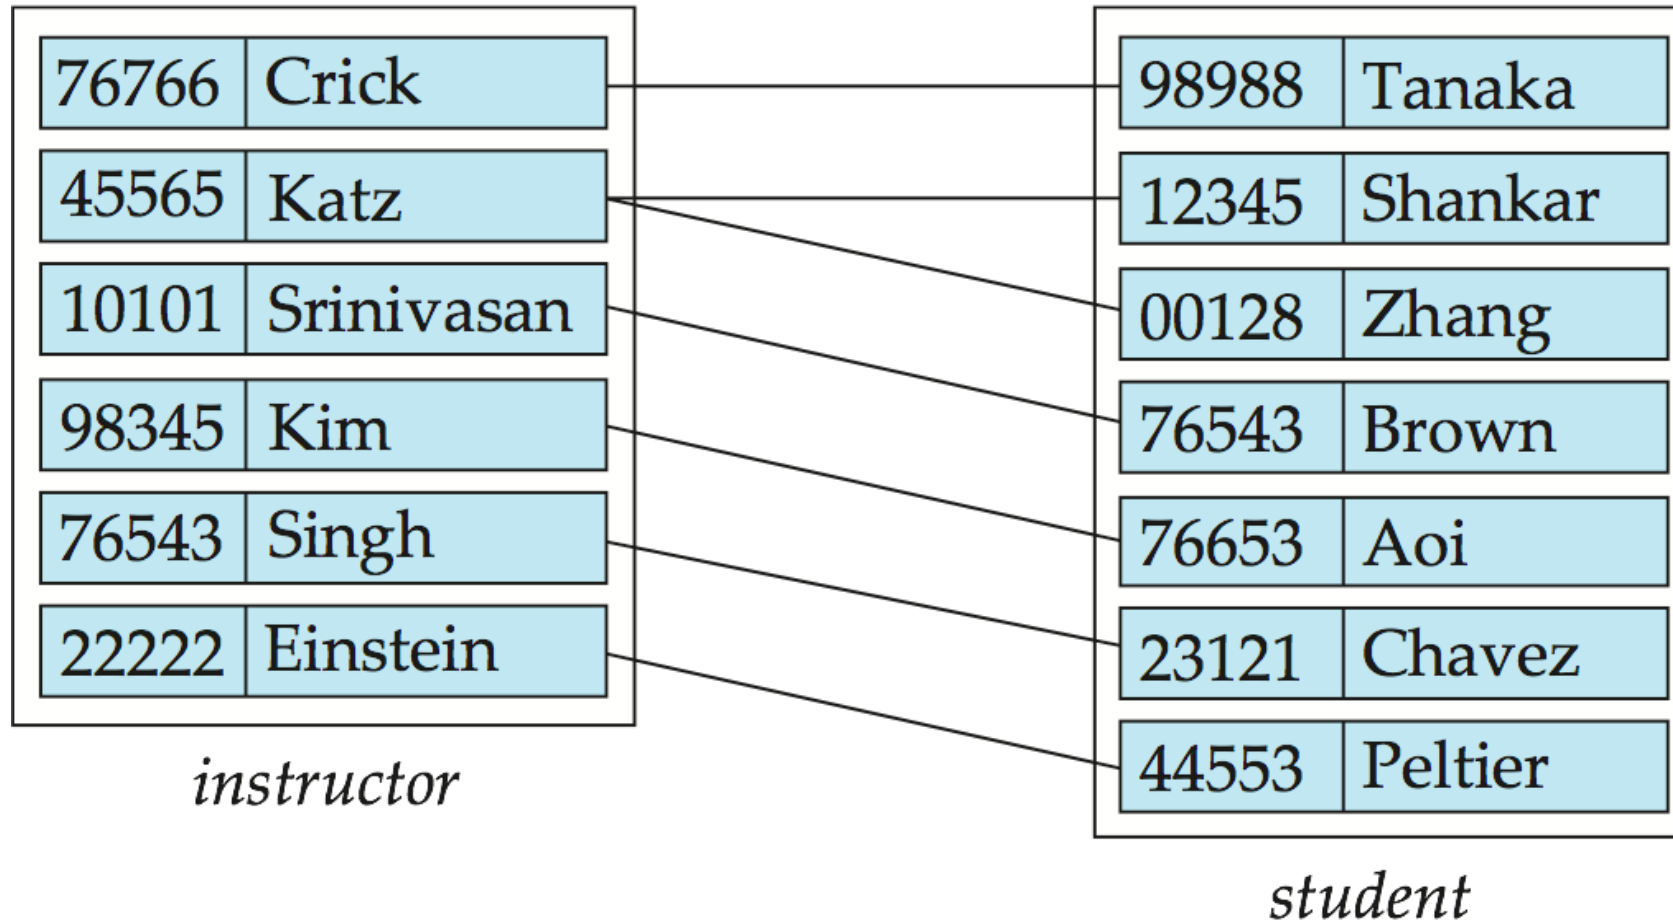 76766 Crick
45565 Katz
10101 Srinivasan
98345 Kim
76543 Singh
22222 Einstein
instructor
98988 Tanaka
12345 Shankar
00128 Zhang
76543 Brown
76653 Aoi
23121 Chavez
44553 Peltier
student